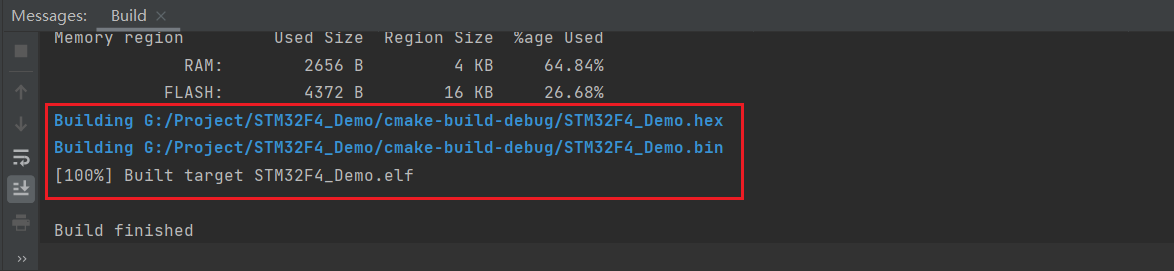 Messages: Build ×
Memory region Used Size Region Size %age Used
RAM: 2656 B 4 KB 64.84%
FLASH: 4372 B 16 KB 26.68%
Building G:/Project/STM32F4_Demo/cmake-build-debug/STM32F4_Demo.hex
Building G:/Project/STM32F4_Demo/cmake-build-debug/STM32F4_Demo.bin
[100%] Built target STM32F4_Demo.elf
Build finished